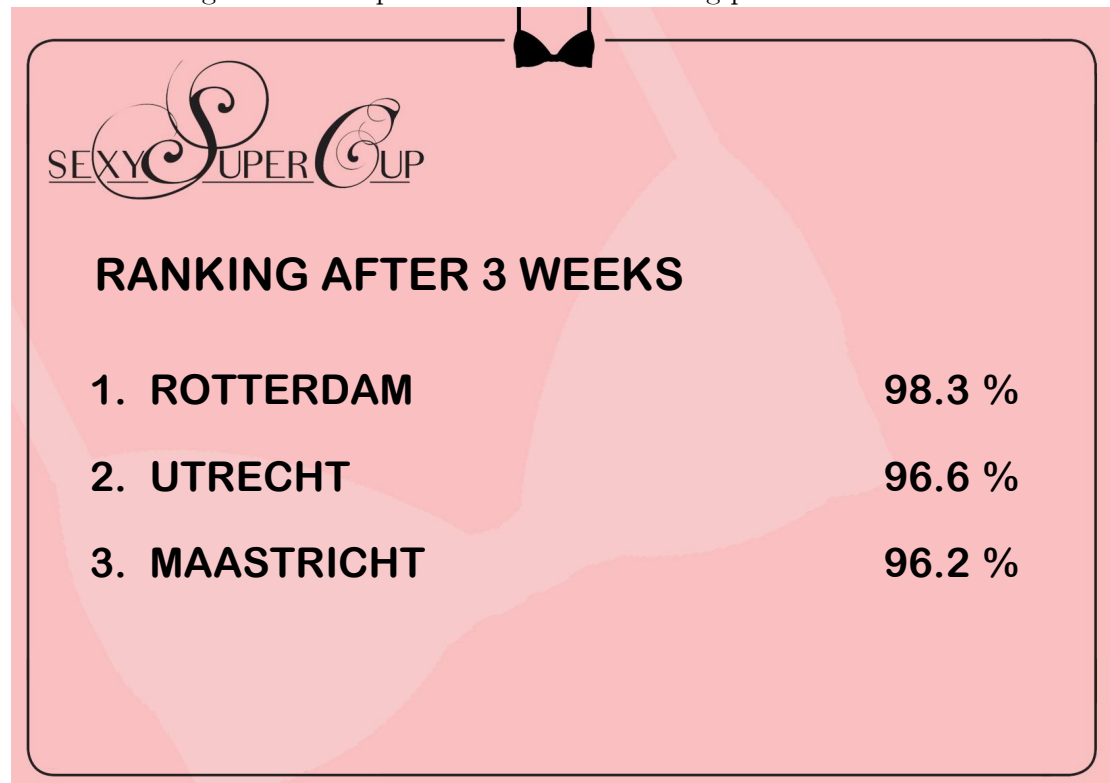 SEXY SUPER CUP
RANKING AFTER 3 WEEKS
1. ROTTERDAM 98.3 %
2. UTRECHT 96.6 %
3. MAASTRICHT 96.2 %